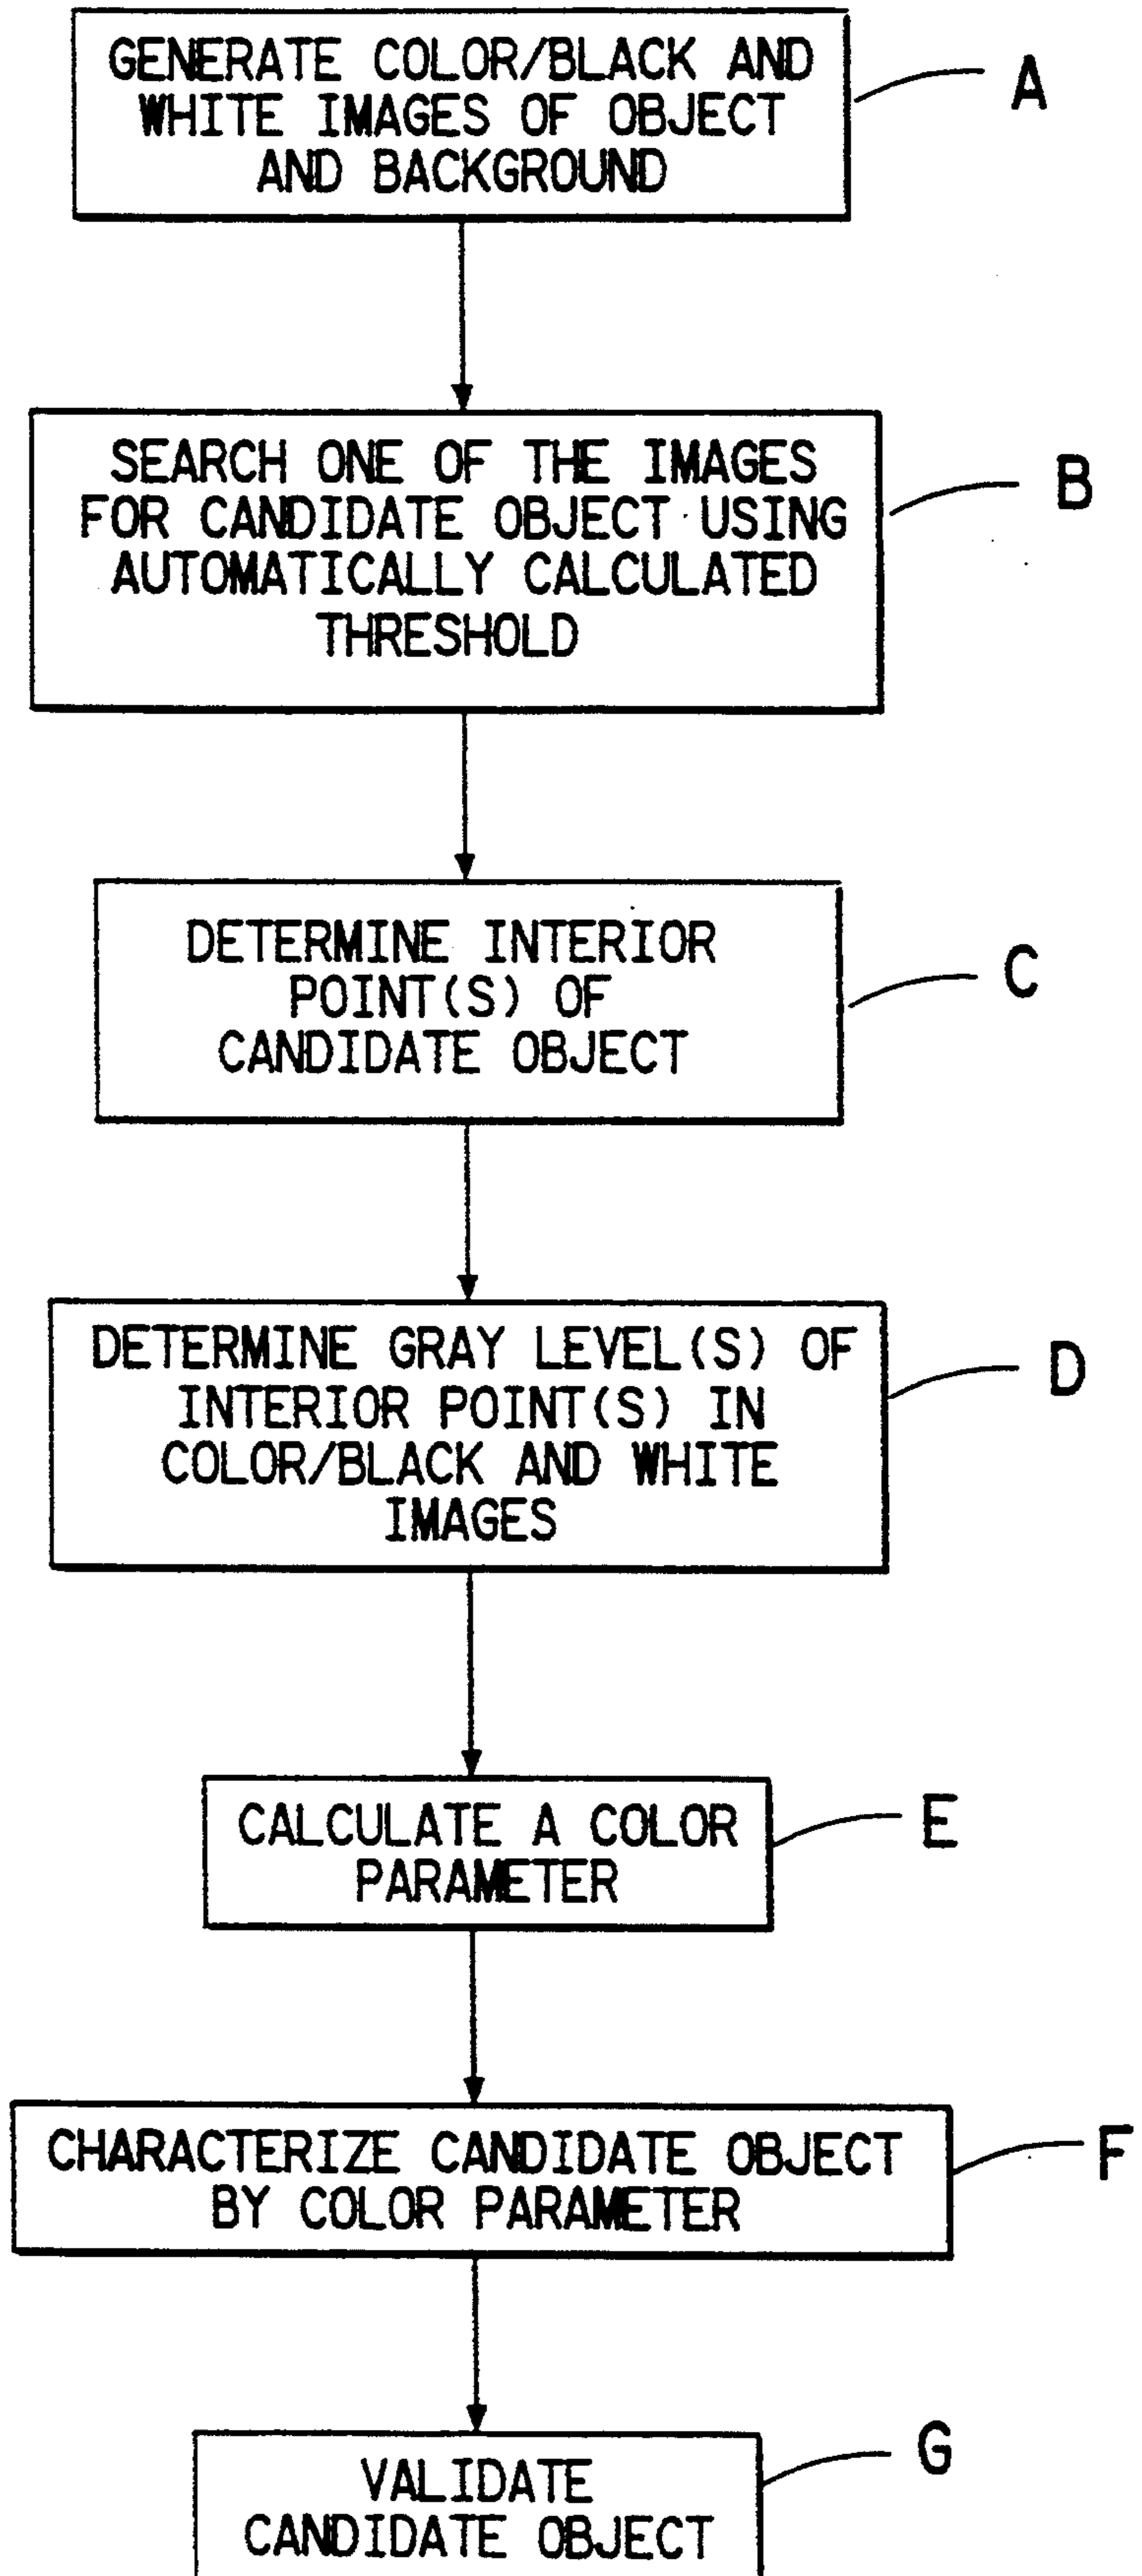 GENERATE COLOR/BLACK AND
WHITE IMAGES OF OBJECT
AND BACKGROUND
A
SEARCH ONE OF THE IMAGES
FOR CANDIDATE OBJECT USING
AUTOMATICALLY CALCULATED
THRESHOLD
B
DETERMINE INTERIOR
POINT(S) OF
CANDIDATE OBJECT
C
DETERMINE GRAY LEVEL(S) OF
INTERIOR POINT(S) IN
COLOR/BLACK AND WHITE
IMAGES
D
CALCULATE A COLOR
PARAMETER
E
CHARACTERIZE CANDIDATE OBJECT
BY COLOR PARAMETER
F
VALIDATE
CANDIDATE OBJECT
G